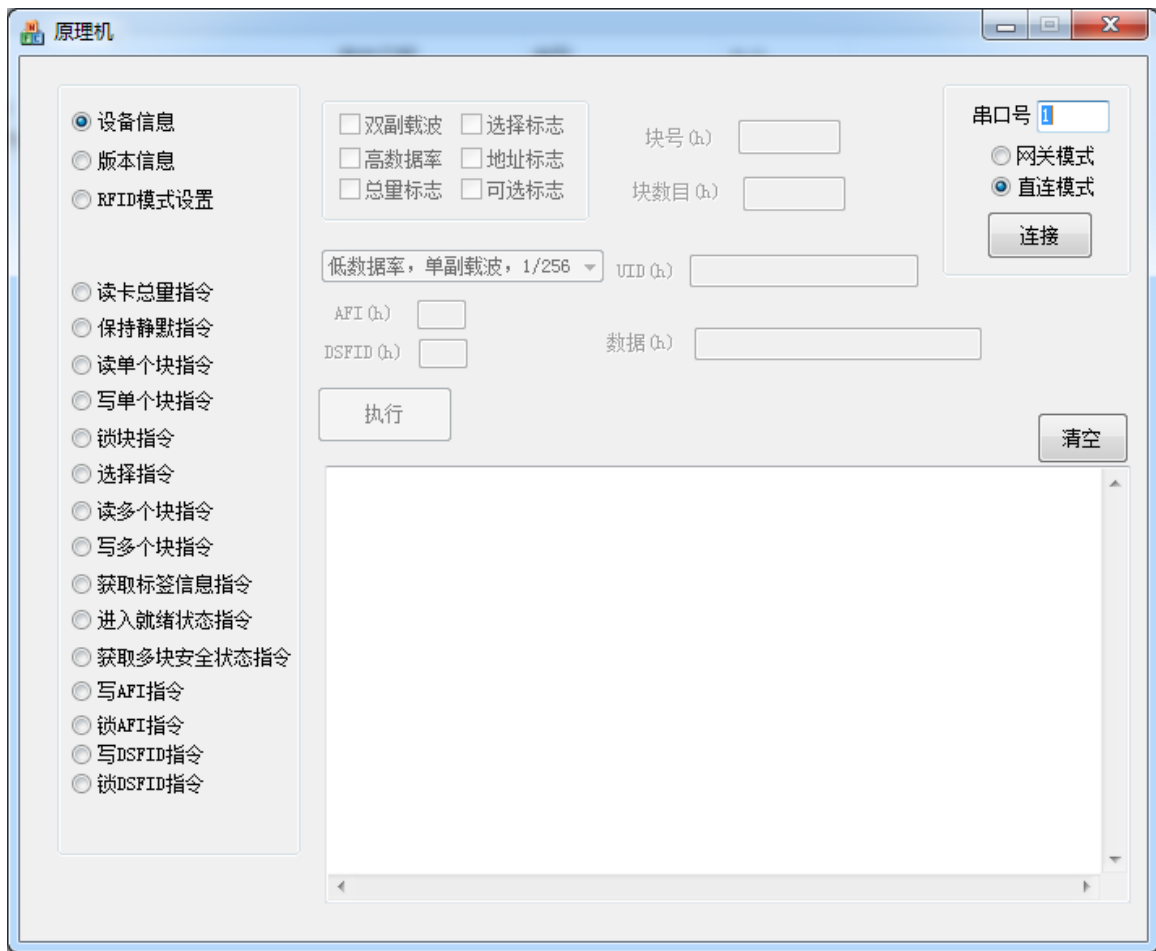 原理机
设备信息
版本信息
RFID模式设置
读卡总量指令
保持静默指令
读单个块指令
写单个块指令
锁块指令
选择指令
读多个块指令
写多个块指令
获取标签信息指令
进入就绪状态指令
获取多块安全状态指令
写AFI指令
锁AFI指令
写DSFID指令
锁DSFID指令
双副载波 选择标志
高数据率 地址标志
总量标志 可选标志
块号(h)
块数目(h)
低数据率，单副载波，1/256
UID(h)
AFI(h)
DSFID(h)
数据(h)
执行
串口号 1
网关模式
直连模式
连接
清空